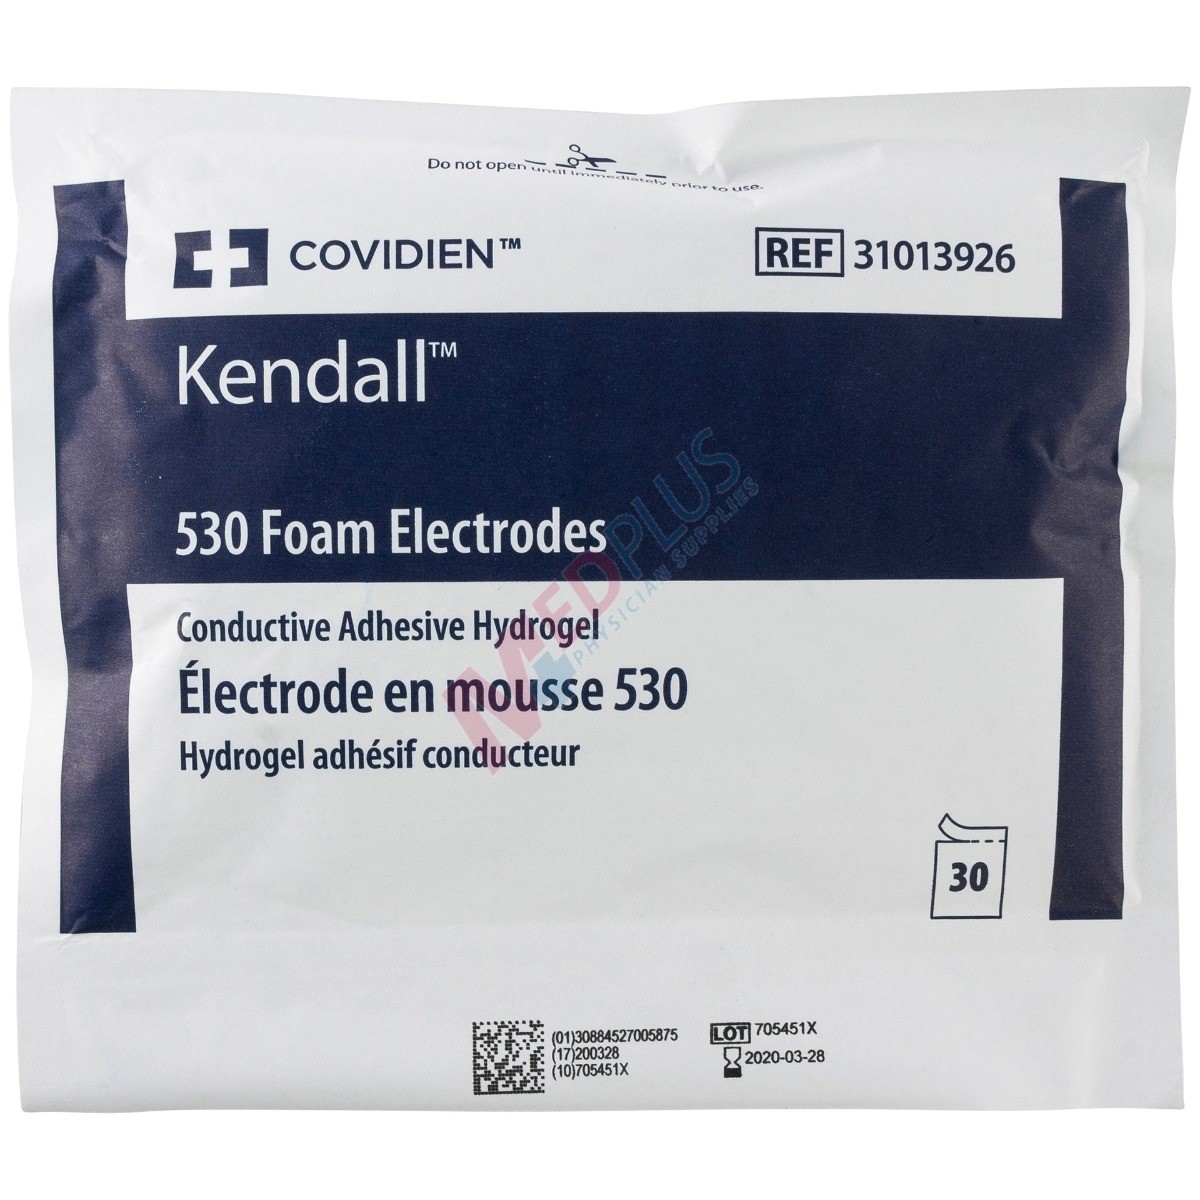 Do not open until immediately prior to use.
COVIDIEN™
REF 31013926
Kendall™
530 Foam Electrodes
Conductive Adhesive Hydrogel
Électrode en mousse 530
Hydrogel adhésif conducteur
MEDPLUS
PHYSICIAN SUPPLIES
30
(01)30884527005875
(17)200328
(10)705451X
LOT 705451X
2020-03-28